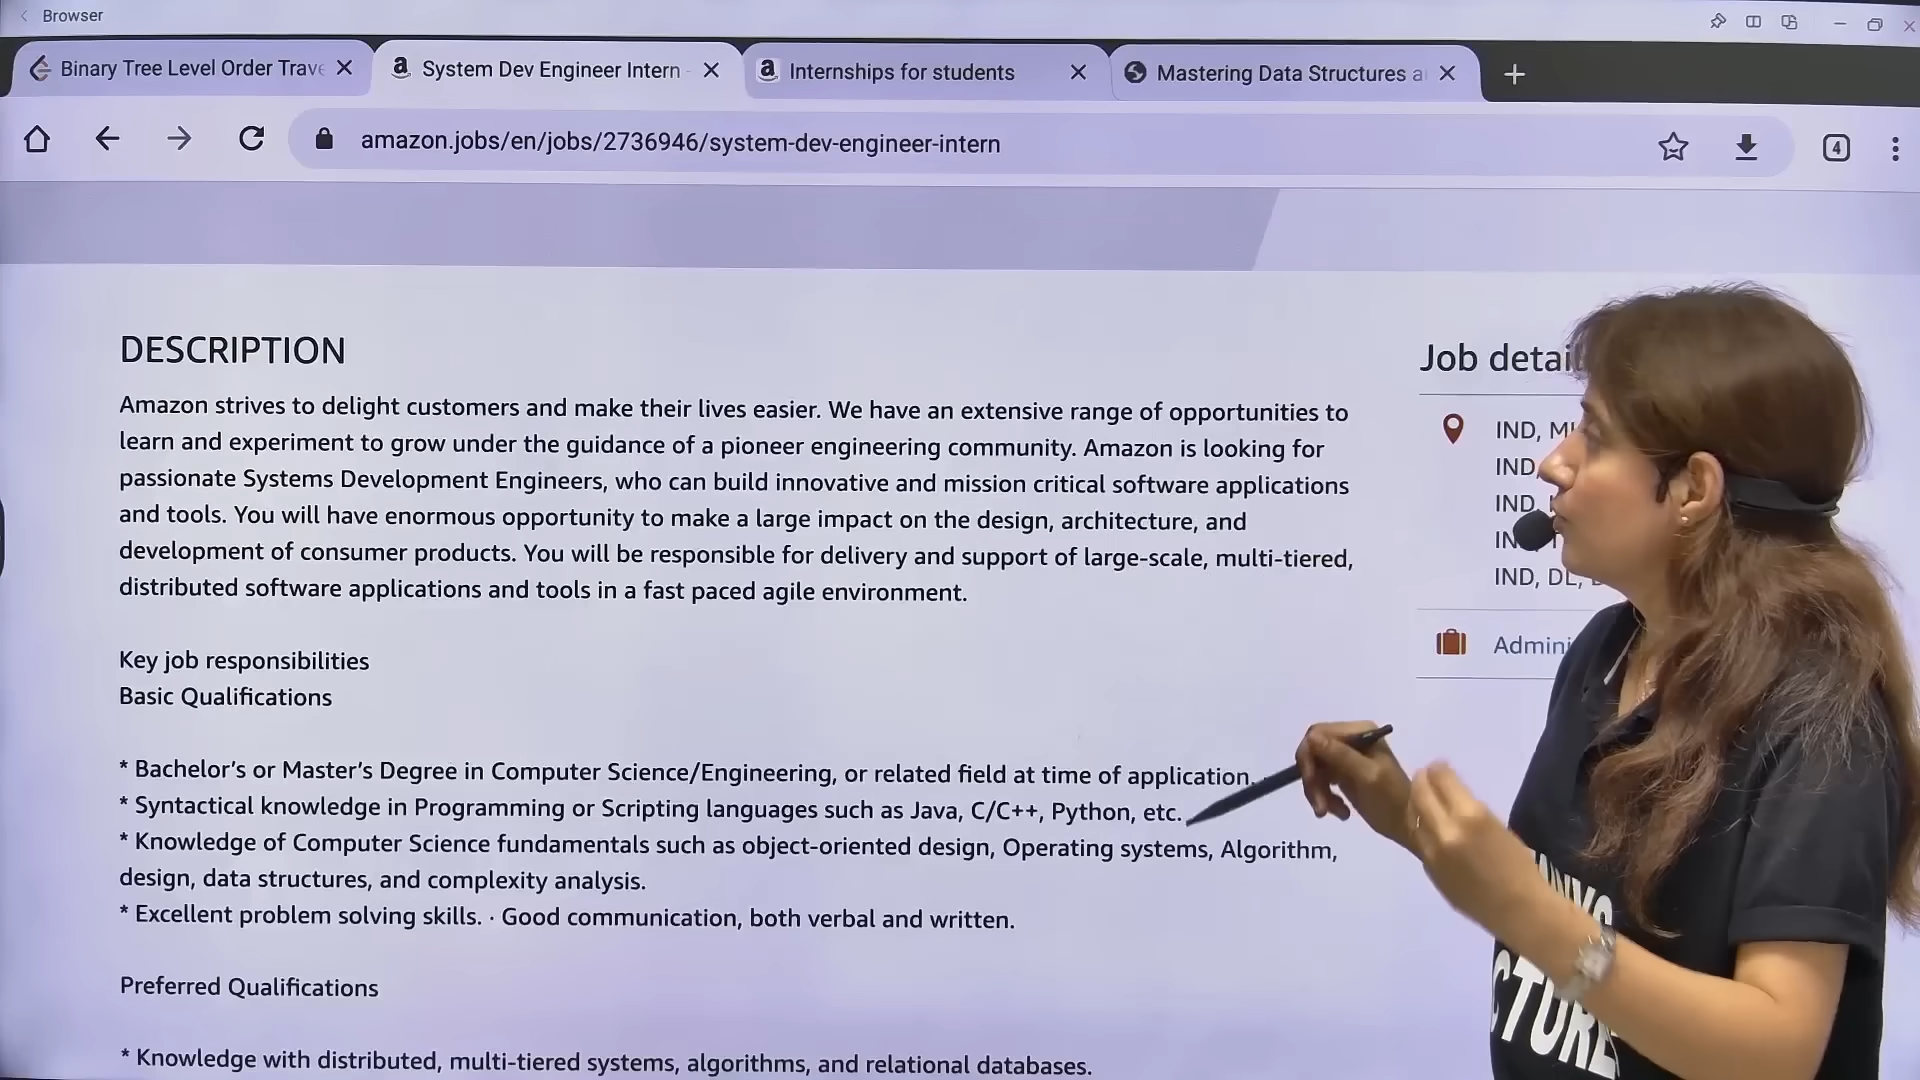 Browser
Binary Tree Level Order Trave
System Dev Engineer Intern -
Internships for students
Mastering Data Structures a
amazon.jobs/en/jobs/2736946/system-dev-engineer-intern
4
DESCRIPTION
Amazon strives to delight customers and make their lives easier. We have an extensive range of opportunities to
learn and experiment to grow under the guidance of a pioneer engineering community. Amazon is looking for
passionate Systems Development Engineers, who can build innovative and mission critical software applications
and tools. You will have enormous opportunity to make a large impact on the design, architecture, and
development of consumer products. You will be responsible for delivery and support of large-scale, multi-tiered,
distributed software applications and tools in a fast paced agile environment.
Key job responsibilities
Basic Qualifications
* Bachelor's or Master's Degree in Computer Science/Engineering, or related field at time of application.
* Syntactical knowledge in Programming or Scripting languages such as Java, C/C++, Python, etc.
* Knowledge of Computer Science fundamentals such as object-oriented design, Operating systems, Algorithm,
design, data structures, and complexity analysis.
* Excellent problem solving skills. · Good communication, both verbal and written.
Preferred Qualifications
* Knowledge with distributed, multi-tiered systems, algorithms, and relational databases.
Job detai
IND,
IND,
IND,
IND, DL,
Admini
CTURE